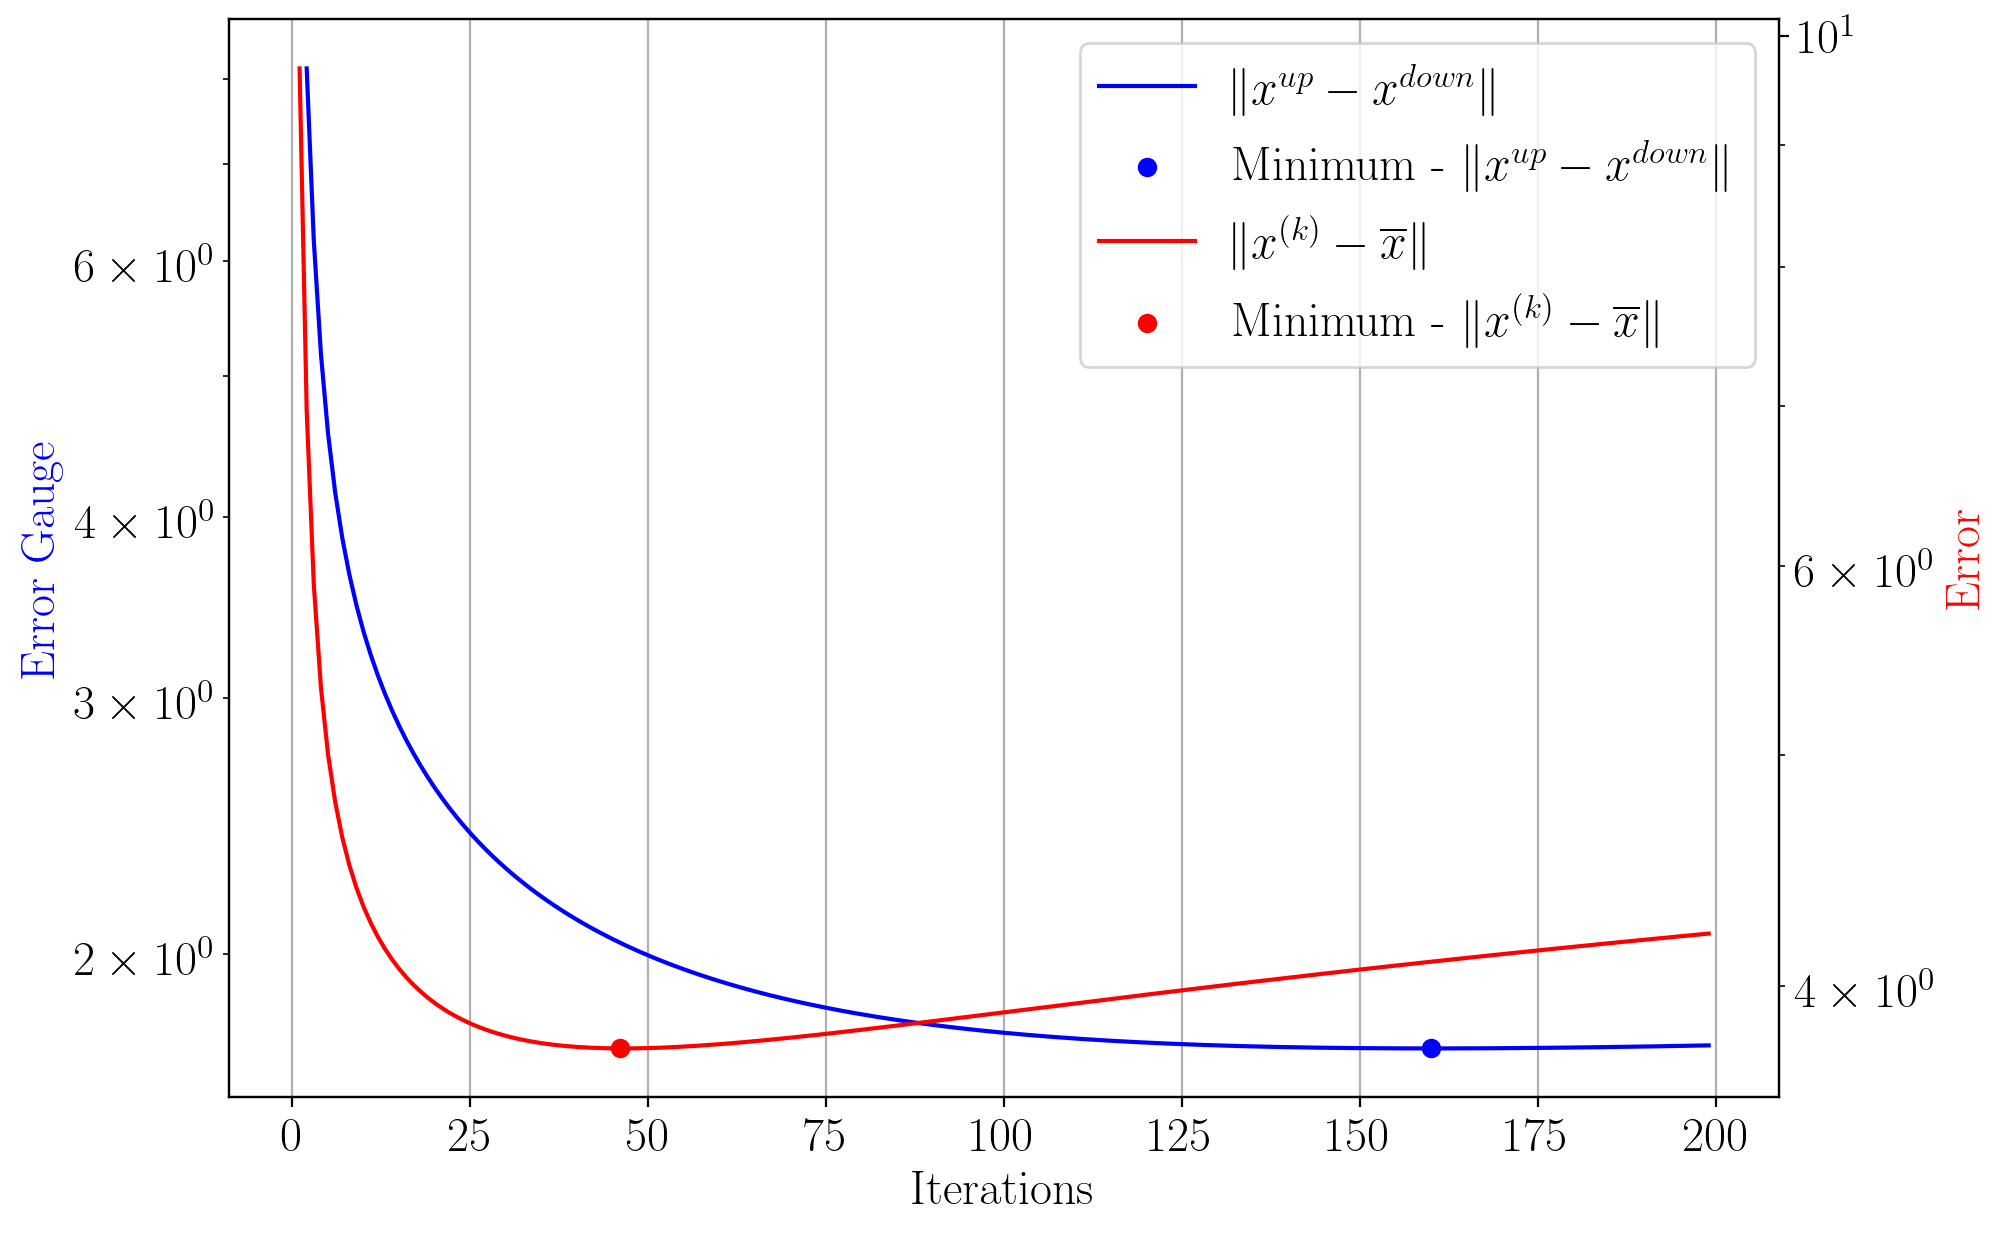 ‖x^{up} − x^{down}‖
Minimum - ‖x^{up} − x^{down}‖
‖x^{(k)} − x̅‖
Minimum - ‖x^{(k)} − x̅‖
10^1
6 × 10^0
4 × 10^0
Error
6 × 10^0
4 × 10^0
3 × 10^0
2 × 10^0
Error Gauge
0 25 50 75 100 125 150 175 200
Iterations